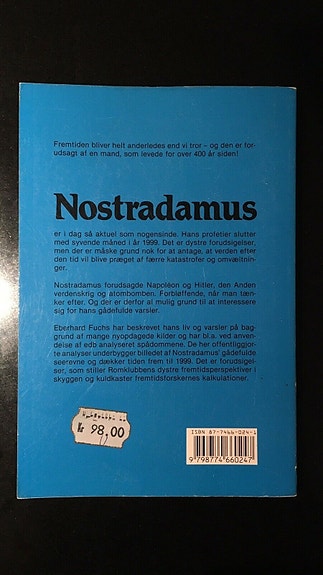 Fremtiden bliver helt anderledes end vi tror – og den er for-
udsagt af en mand, som levede for over 400 år siden!
Nostradamus
er i dag så aktuel som nogensinde. Hans profetier slutter
med syvende måned i år 1999. Det er dystre forudsigelser,
men der er måske grund nok for at antage, at verden efter
den tid vil blive præget af færre katastrofer og omvæltnin-
ger.
Nostradamus forudsagde Napoleon og Hitler, den Anden
verdenskrig og atombomben. Forbløffende, når man tæn-
ker efter. Og der er derfor al mulig grund til at interessere
sig for hans gådefulde varsler.
Eberhard Fuchs har beskrevet hans liv og varsler på bag-
grund af mange nyopdagede kilder og har bl.a. ved anven-
delse af edb analyseret spådommene. De her offentliggjor-
te analyser underbygger billedet af Nostradamus' gådefulde
seerevne og dækker tiden frem til 1999. Det er forudsigel-
ser, som stiller Romklubbens dystre fremtidsperspektiver i
skyggen og kuldkaster fremtidsforskernes kalkulationer.
kr 98,00
ISBN 87-7466-024-1
9 798774 660247